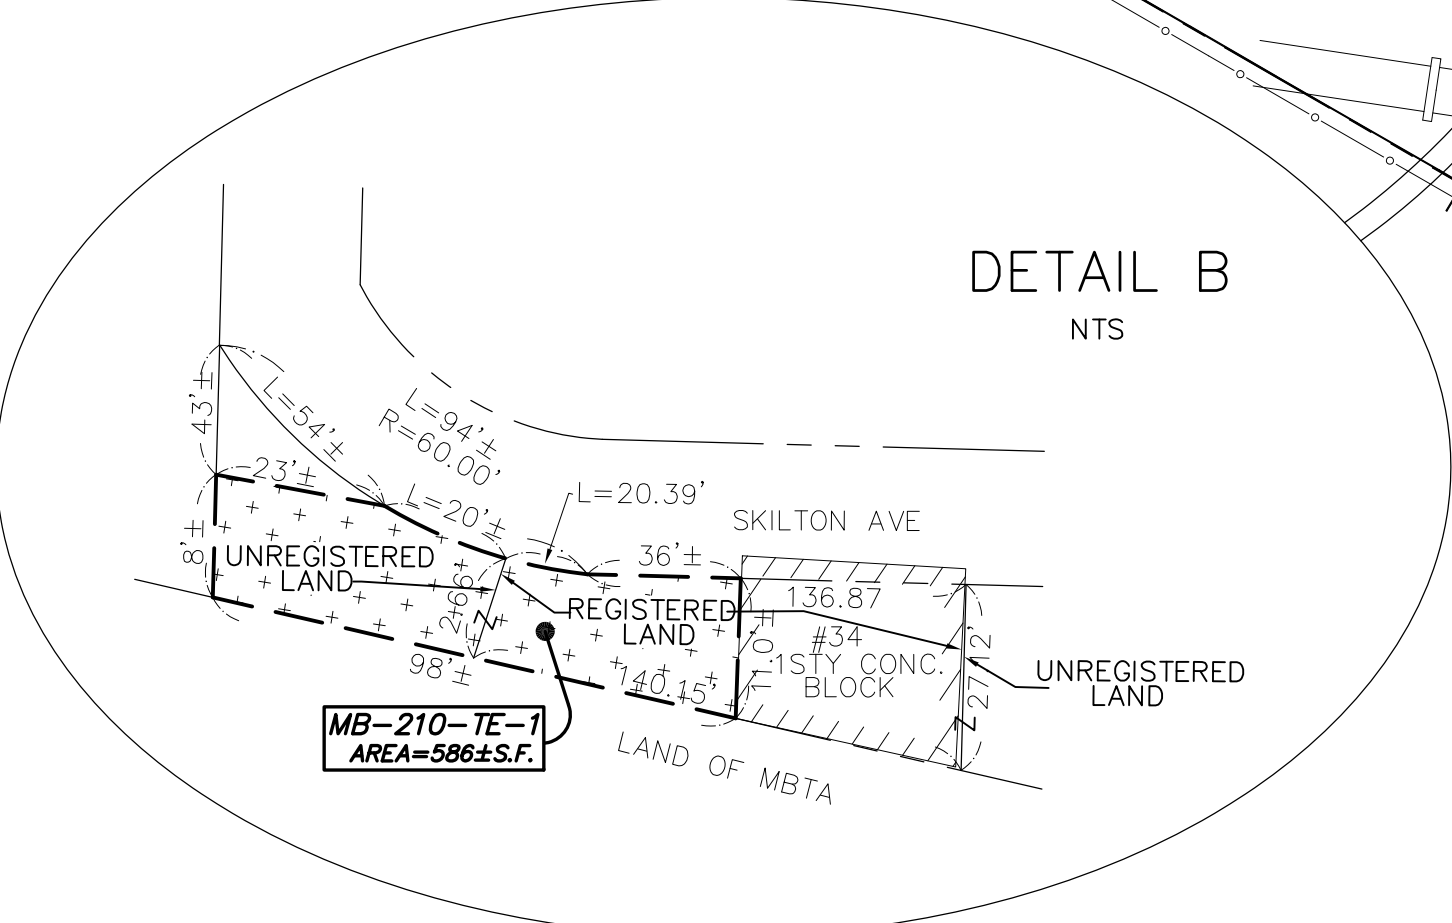 DETAIL B
NTS
43'±
L=54'±
L=94'±
R=60.00'
23'±
L=20'±
L=20.39'
SKILTON AVE
8'±
UNREGISTERED
LAND
36'±
136.87
REGISTERED
LAND
#34
1STY CONC.
BLOCK
11.0'±
27.12'
UNREGISTERED
LAND
98'±
140.15'
MB-210-TE-1
AREA=586±S.F.
LAND OF MBTA